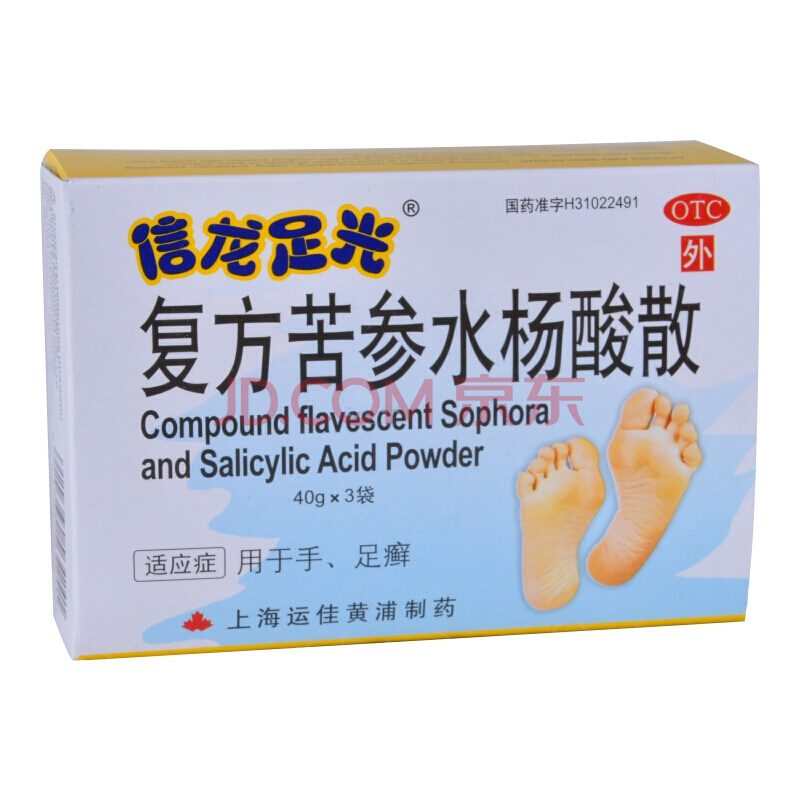 信龙足光®
国药准字H31022491
OTC
外
复方苦参水杨酸散
JD.COM 京东
Compound flavescent Sophora
and Salicylic Acid Powder
40g×3袋
适应症 用于手、足癣
上海运佳黄浦制药